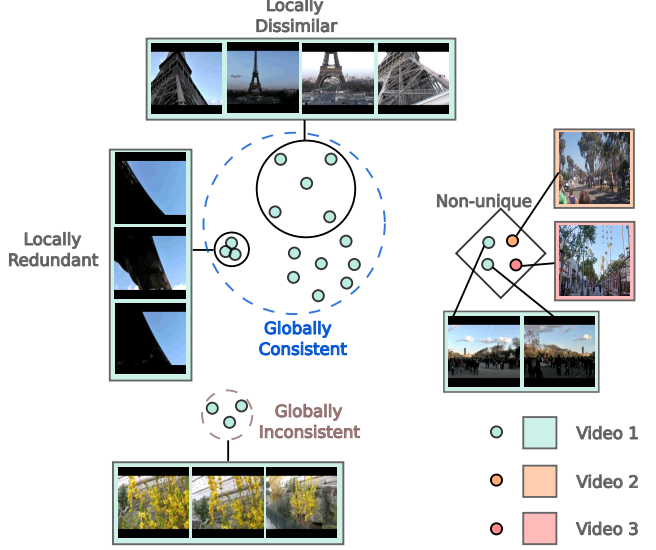 Locally
Dissimilar
Non-unique
Locally
Redundant
Globally
Consistent
Globally
Inconsistent
Video 1
Video 2
Video 3